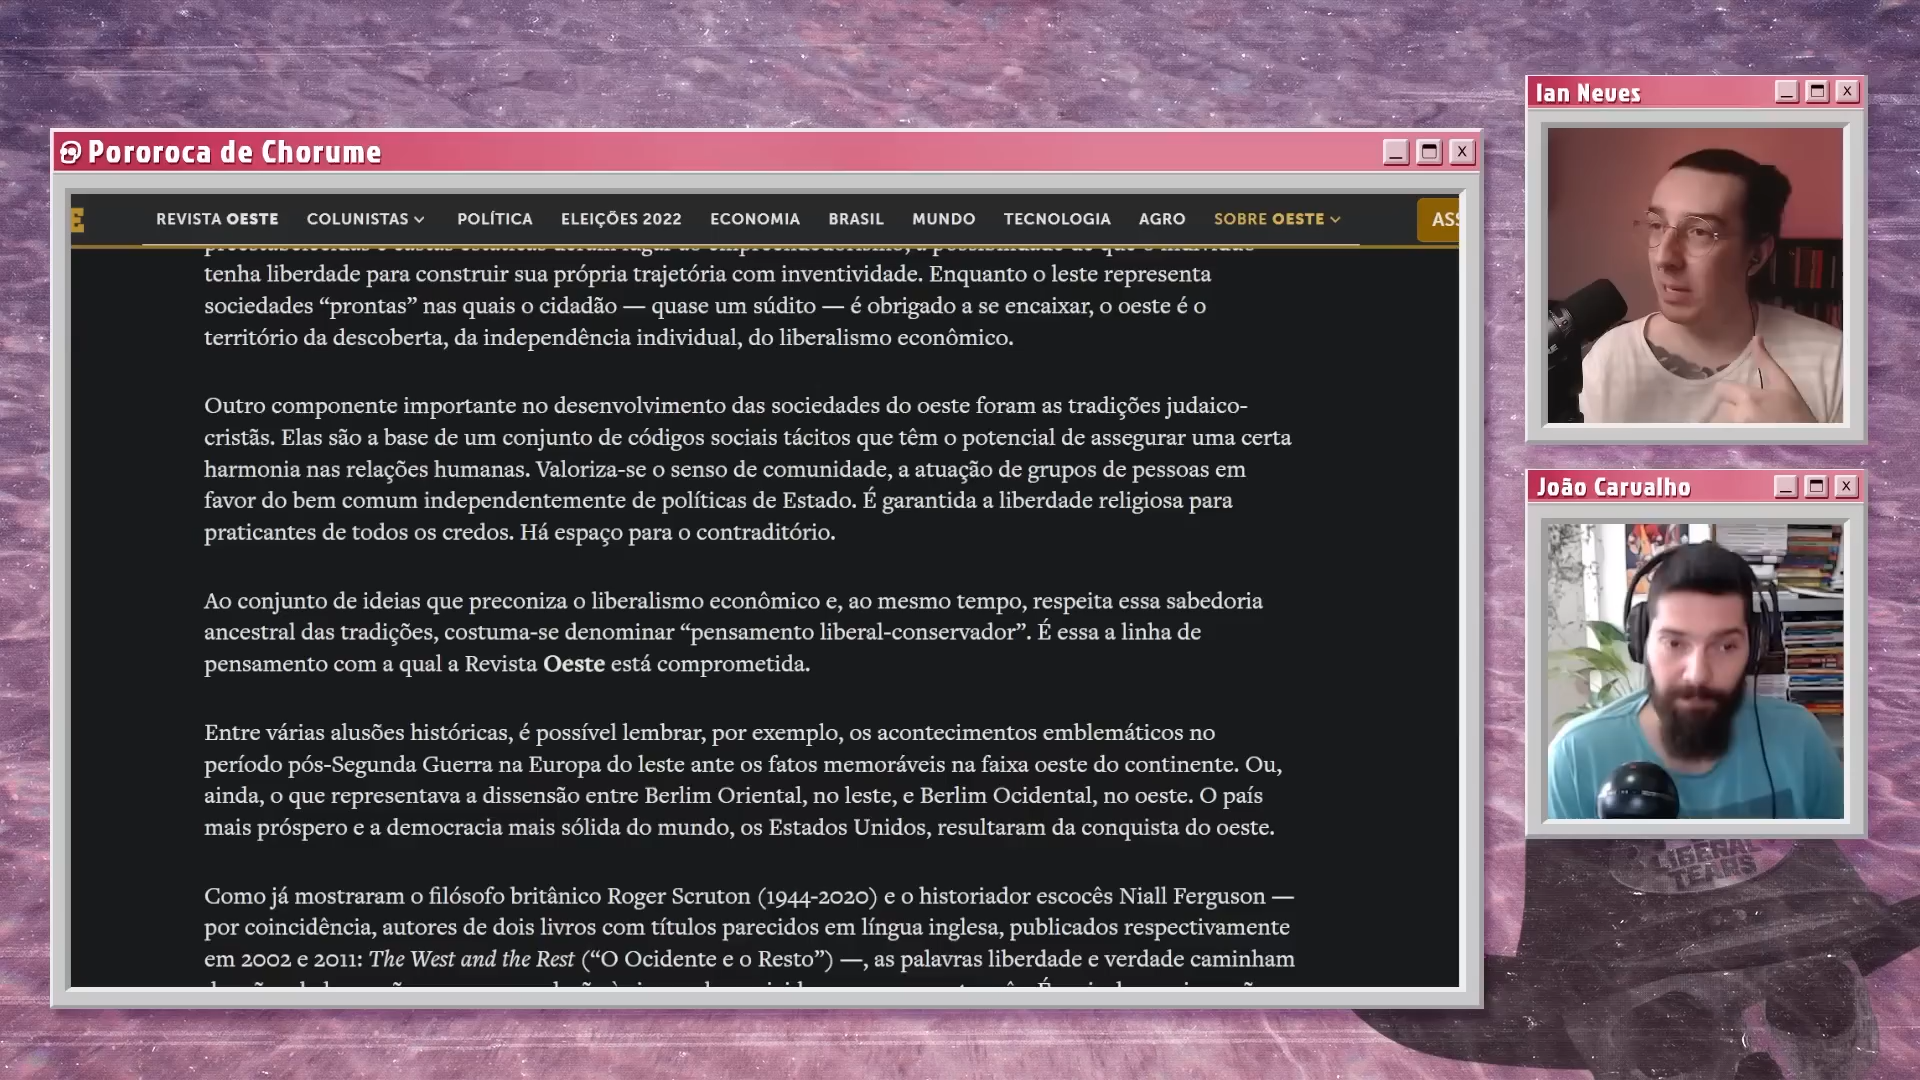 Pororoca de Chorume
E
REVISTA OESTE COLUNISTAS POLÍTICA ELEIÇÕES 2022 ECONOMIA BRASIL MUNDO TECNOLOGIA AGRO SOBRE OESTE ASS
tenha liberdade para construir sua própria trajetória com inventividade. Enquanto o leste representa
sociedades “prontas” nas quais o cidadão — quase um súdito — é obrigado a se encaixar, o oeste é o
território da descoberta, da independência individual, do liberalismo econômico.
Outro componente importante no desenvolvimento das sociedades do oeste foram as tradições judaico-
cristãs. Elas são a base de um conjunto de códigos sociais tácitos que têm o potencial de assegurar uma certa
harmonia nas relações humanas. Valoriza-se o senso de comunidade, a atuação de grupos de pessoas em
favor do bem comum independentemente de políticas de Estado. É garantida a liberdade religiosa para
praticantes de todos os credos. Há espaço para o contraditório.
Ao conjunto de ideias que preconiza o liberalismo econômico e, ao mesmo tempo, respeita essa sabedoria
ancestral das tradições, costuma-se denominar “pensamento liberal-conservador”. É essa a linha de
pensamento com a qual a Revista Oeste está comprometida.
Entre várias alusões históricas, é possível lembrar, por exemplo, os acontecimentos emblemáticos no
período pós-Segunda Guerra na Europa do leste ante os fatos memoráveis na faixa oeste do continente. Ou,
ainda, o que representava a dissensão entre Berlim Oriental, no leste, e Berlim Ocidental, no oeste. O país
mais próspero e a democracia mais sólida do mundo, os Estados Unidos, resultaram da conquista do oeste.
Como já mostraram o filósofo britânico Roger Scruton (1944-2020) e o historiador escocês Niall Ferguson —
por coincidência, autores de dois livros com títulos parecidos em língua inglesa, publicados respectivamente
em 2002 e 2011: The West and the Rest (“O Ocidente e o Resto”) —, as palavras liberdade e verdade caminham
Ian Neves
João Carvalho
LIBERAL
TEARS